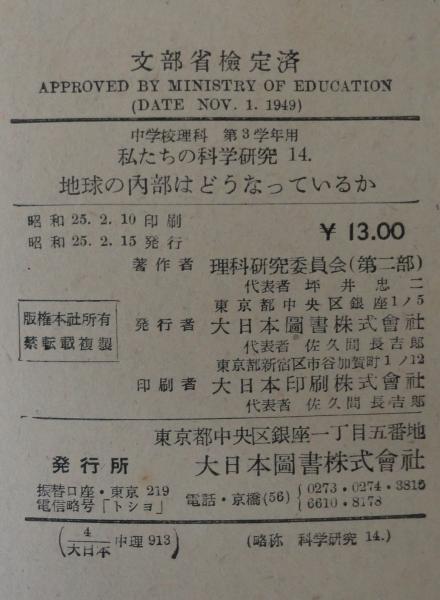 文部省檢定済
APPROVED BY MINISTRY OF EDUCATION
(DATE NOV. 1. 1949)
中学校理科 第3学年用
私たちの科学研究 14.
地球の内部はどうなっているか
昭和25.2.10印刷
昭和25.2.15発行
¥ 13.00
著作者 理科研究委員会(第二部)
代表者 坪井忠二
東京都中央区銀座1ノ5
発行者 大日本圖書株式會社
代表者 佐久間長吉郎
東京都新宿区市谷加賀町1ノ12
印刷者 大日本印刷株式會社
代表者 佐久間長吉郎
版権本社所有
禁転載複製
東京都中央区銀座一丁目五番地
発行所 大日本圖書株式會社
振替口座・東京 219
電信略号「トショ」
電話・京橋(56) 0273・0274・3815
6610・8178
(4/大日本 中理913)
(略称 科学研究 14.)